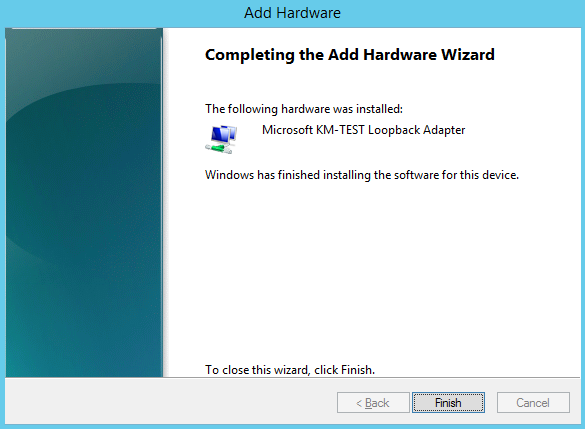 Add Hardware
Completing the Add Hardware Wizard
The following hardware was installed:
Microsoft KM-TEST Loopback Adapter
Windows has finished installing the software for this device.
To close this wizard, click Finish.
< Back
Finish
Cancel